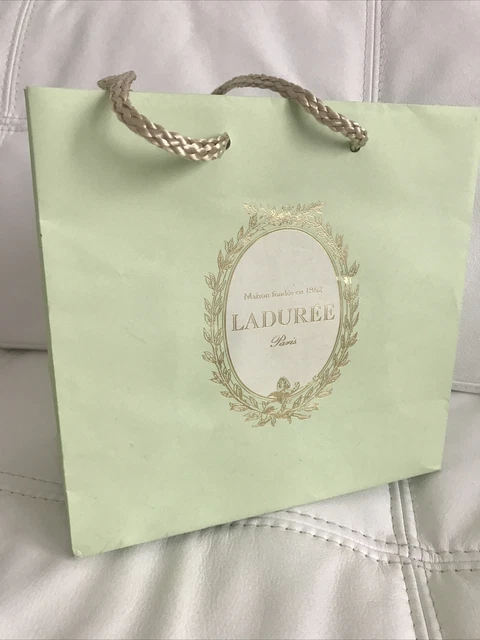 Maison fondée en 1862
LADURÉE
Paris